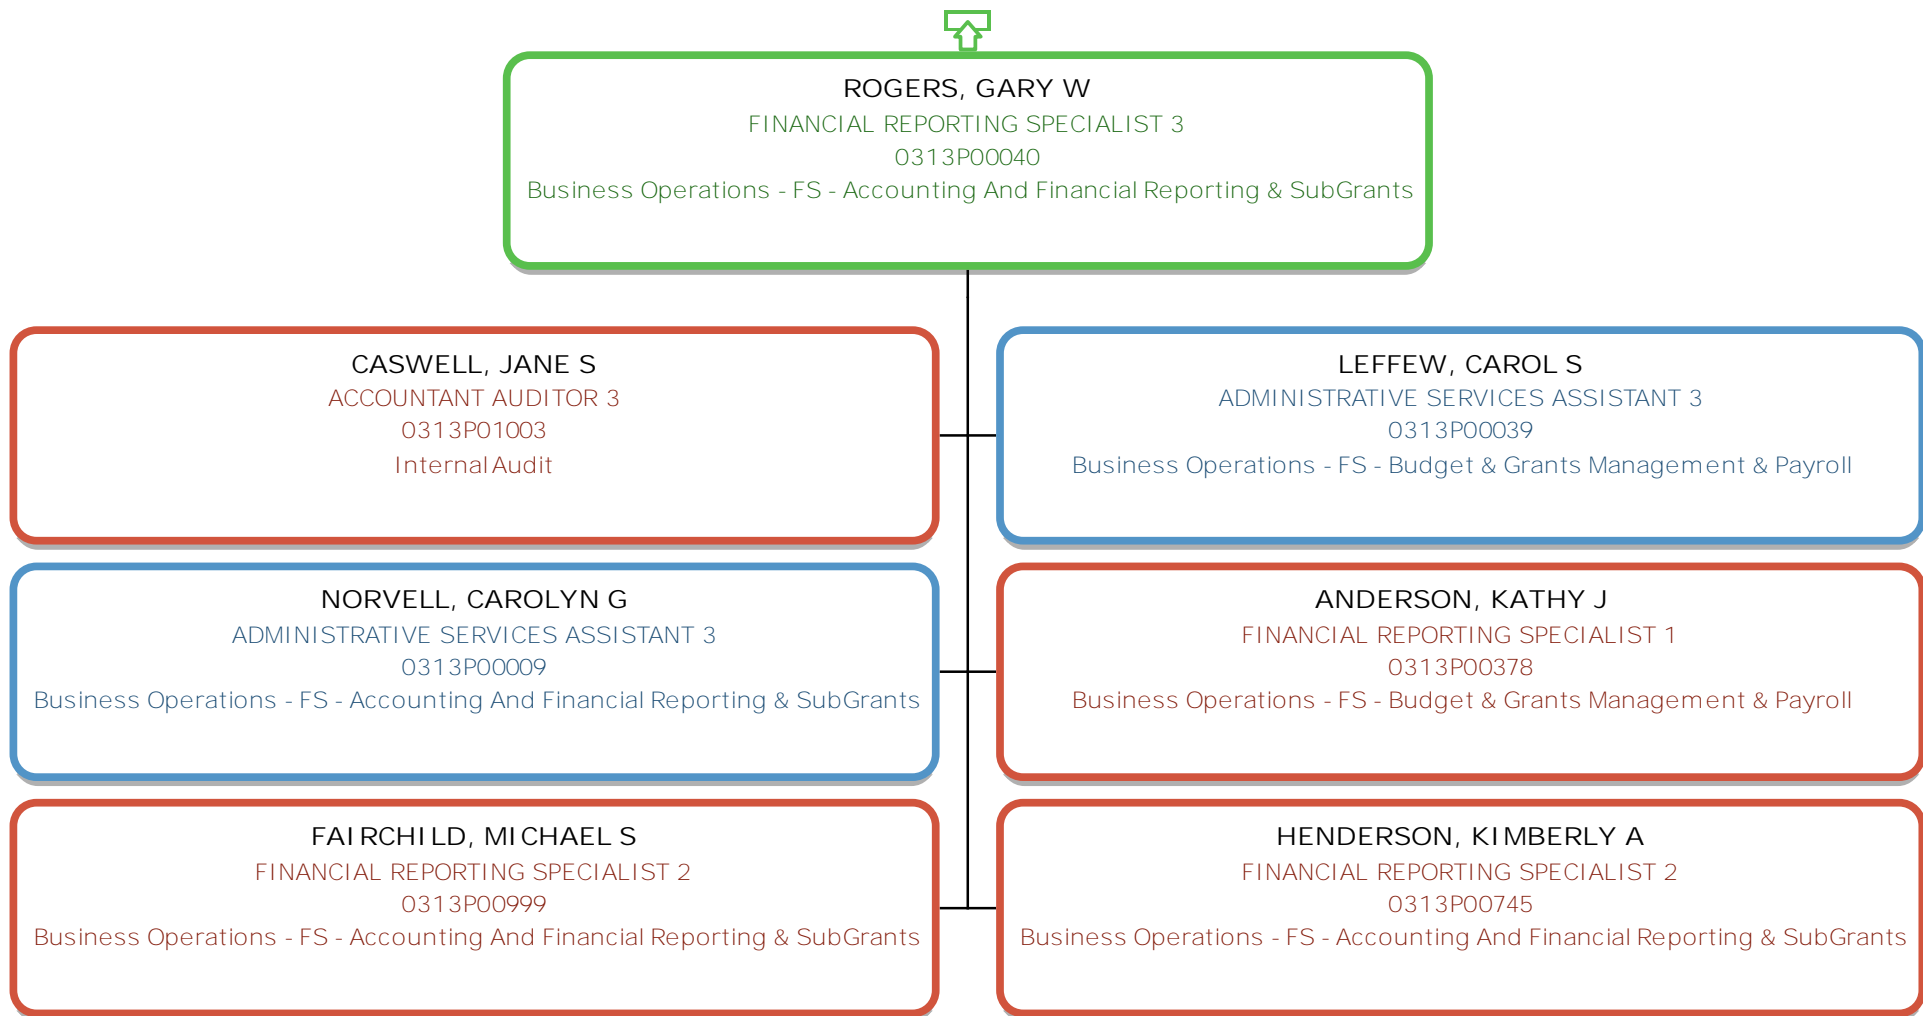 ROGERS, GARY W
FINANCIAL REPORTING SPECIALIST 3
0313P00040
Business Operations - FS - Accounting And Financial Reporting & SubGrants
CASWELL, JANE S
ACCOUNTANT AUDITOR 3
0313P01003
Internal Audit
LEFFEW, CAROL S
ADMINISTRATIVE SERVICES ASSISTANT 3
0313P00039
Business Operations - FS - Budget & Grants Management & Payroll
NORVELL, CAROLYN G
ADMINISTRATIVE SERVICES ASSISTANT 3
0313P00009
Business Operations - FS - Accounting And Financial Reporting & SubGrants
ANDERSON, KATHY J
FINANCIAL REPORTING SPECIALIST 1
0313P00378
Business Operations - FS - Budget & Grants Management & Payroll
FAIRCHILD, MICHAEL S
FINANCIAL REPORTING SPECIALIST 2
0313P00999
Business Operations - FS - Accounting And Financial Reporting & SubGrants
HENDERSON, KIMBERLY A
FINANCIAL REPORTING SPECIALIST 2
0313P00745
Business Operations - FS - Accounting And Financial Reporting & SubGrants